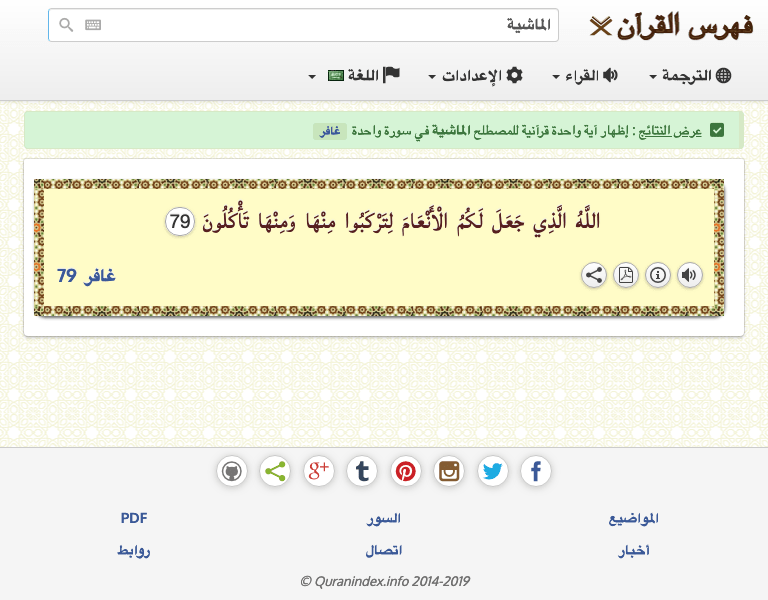 فهرس القرآن
الماشية
الترجمة
القراء
الإعدادات
اللغة
عرض النتائج : إظهار آية واحدة قرآنية للمصطلح الماشية في سورة واحدة غافر
اللَّهُ الَّذِي جَعَلَ لَكُمُ الْأَنْعَامَ لِتَرْكَبُوا مِنْهَا وَمِنْهَا تَأْكُلُونَ 79
غافر 79
المواضيع
السور
PDF
أخبار
اتصال
روابط
© Quranindex.info 2014-2019